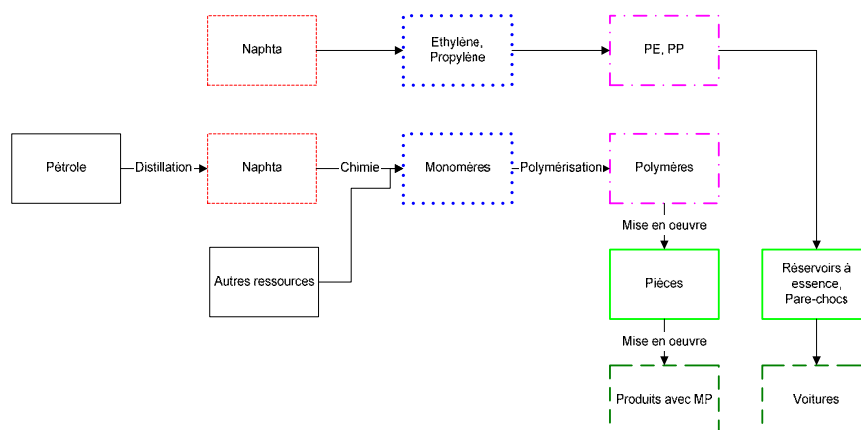 Naphta
Ethylène,
Propylène
PE, PP
Pétrole
Distillation
Naphta
Chimie
Monomères
Polymérisation
Polymères
Mise en oeuvre
Autres ressources
Piéces
Réservoirs à
essence,
Pare-chocs
Mise en oeuvre
Produits avec MP
Voitures